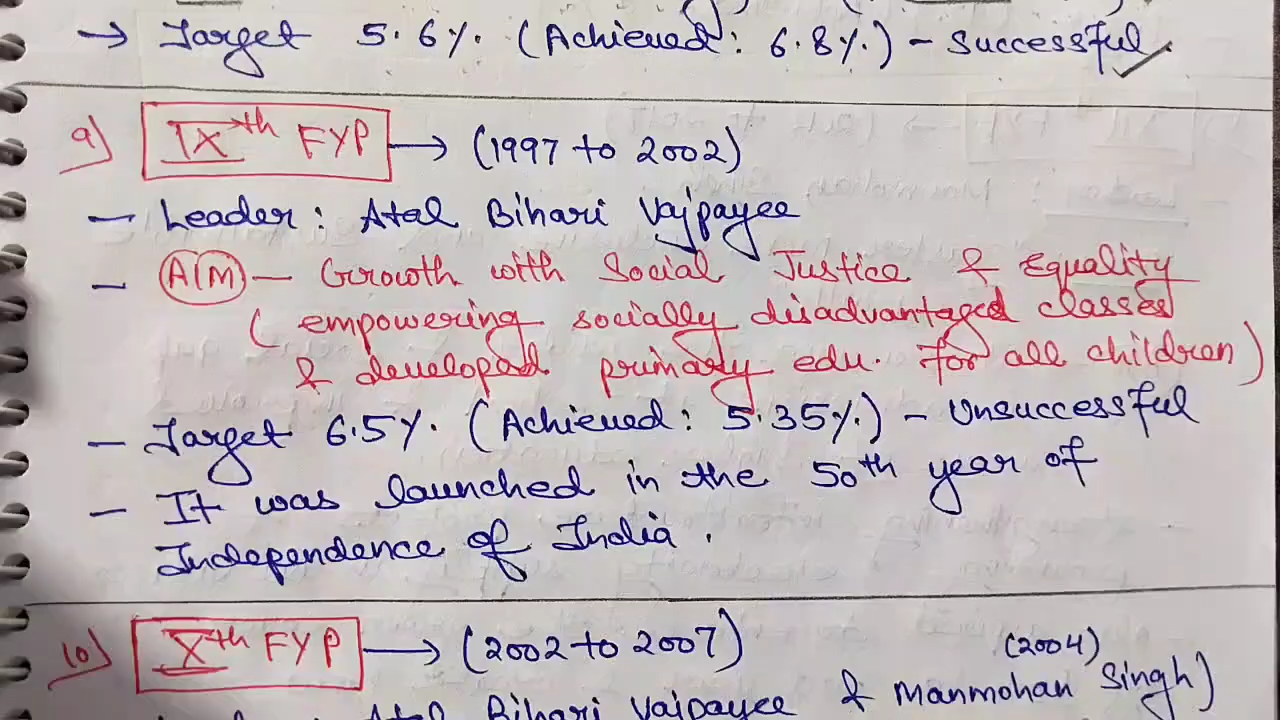 → Target 5.6%. (Achieved: 6.8%.) - Successful
9) IXth FYP → (1997 to 2002)
- Leader: Atal Bihari Vajpayee
- AIM - Growth with Social Justice & Equality
( empowering socially disadvantaged classes
& developed primary edu. for all children)
- Target 6.5%. (Achieved: 5.35%.) - Unsuccessful
- It was launched in the 50th year of
Independence of India.
10) Xth FYP → (2002 to 2007)
(2004)
Atal Bihari Vajpayee & Manmohan Singh)